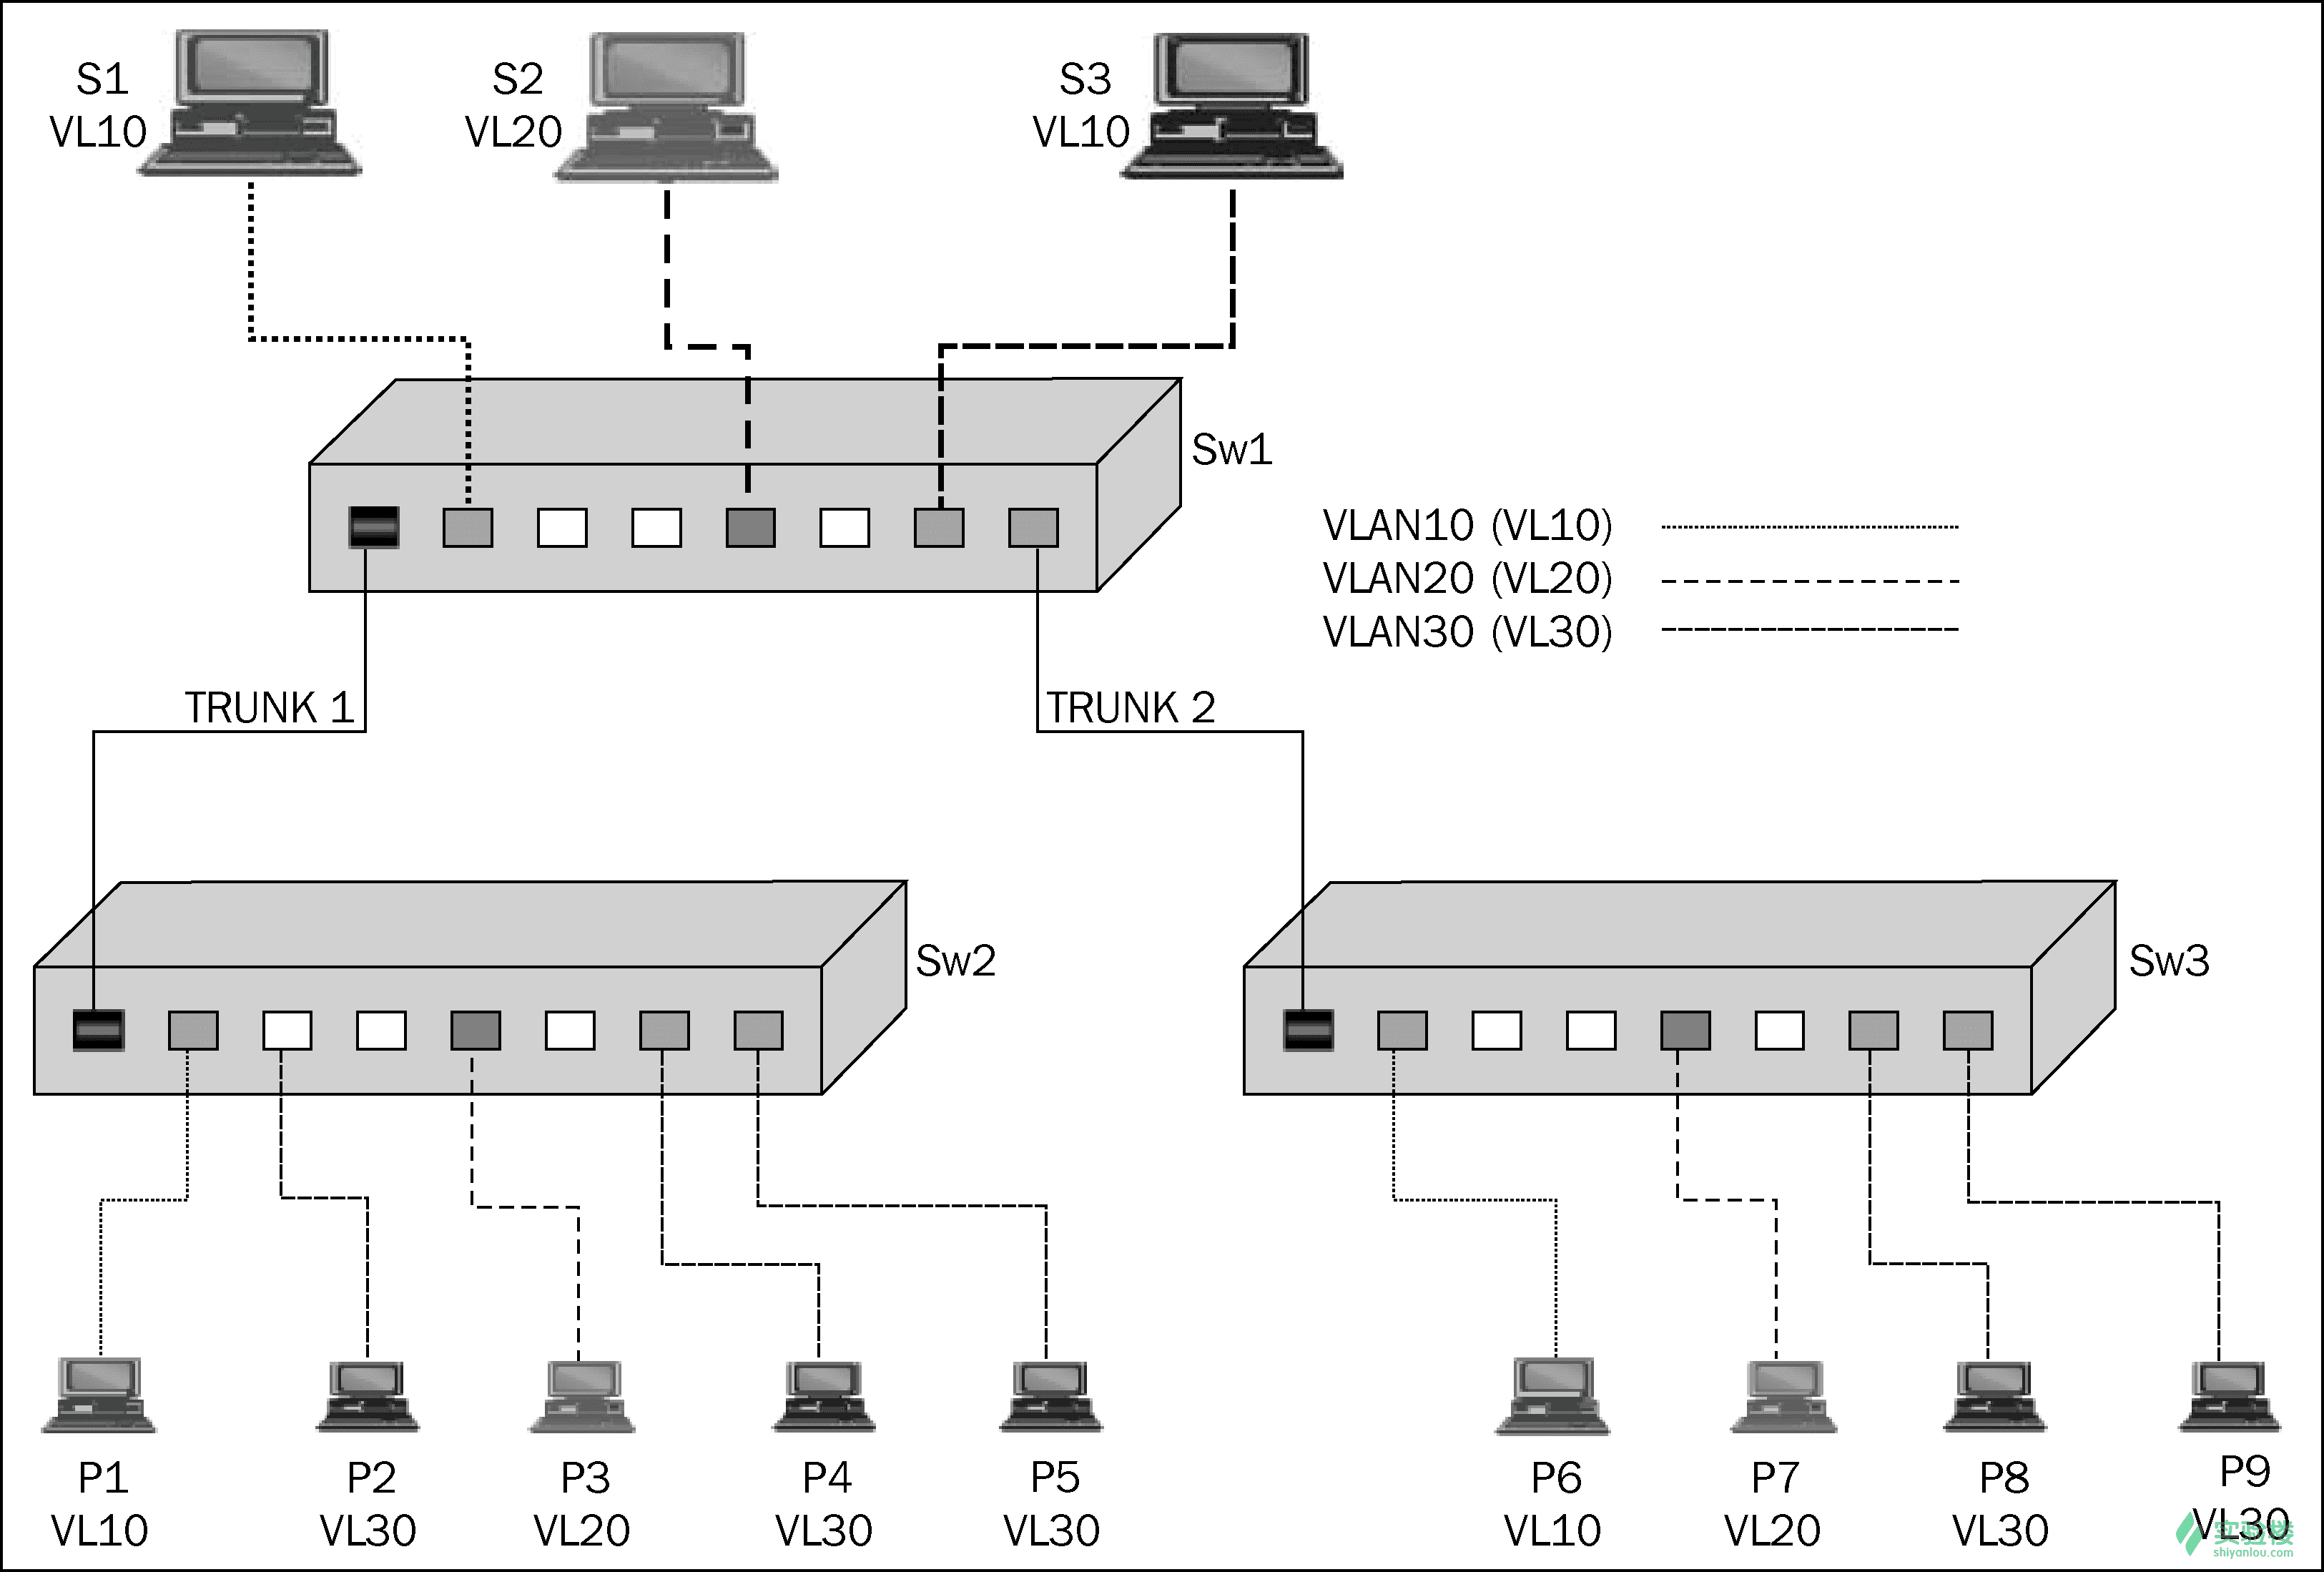 S1
VL10
S2
VL20
S3
VL10
Sw1
VLAN10 (VL10)
VLAN20 (VL20)
VLAN30 (VL30)
TRUNK 1
TRUNK 2
Sw2
Sw3
P1
VL10
P2
VL30
P3
VL20
P4
VL30
P5
VL30
P6
VL10
P7
VL20
P8
VL30
P9
VL30
实验楼
shiyanlou.com